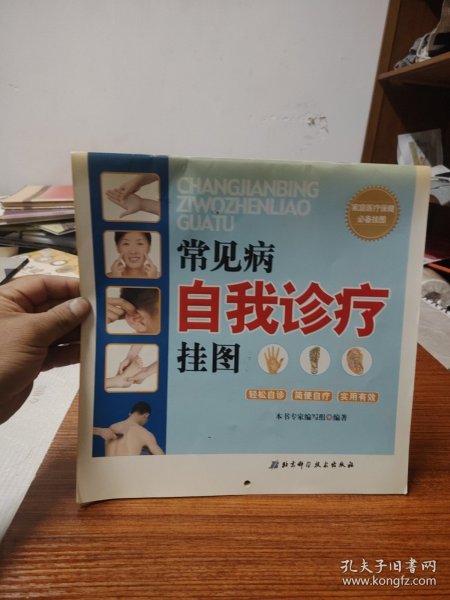 CHANGJIANBING
ZIWOZHENLIAO
GUATU
家庭医疗保健
必备挂图
常见病
自我诊疗
挂图
轻松自诊 简便自疗 实用有效
本书专家编写组 编著
北京科学技术出版社
孔夫子旧书网
www.kongfz.com